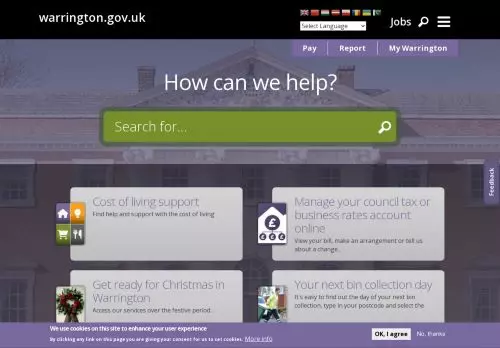 warrington.gov.uk
Select Language
Jobs
Pay
Report
My Warrington
How can we help?
Search for...
Feedback
Cost of living support
Find help and support with the cost of living
Manage your council tax or
business rates account
online
View your bill, make an arrangement or tell us
about a change.
Get ready for Christmas in
Warrington
Access our services over the festive period.
Your next bin collection day
It's easy to find out the day of your next bin
collection, type in your postcode and select the
We use cookies on this site to enhance your user experience
By clicking any link on this page you are giving your consent for us to set cookies. More info
OK, I agree
No, thanks